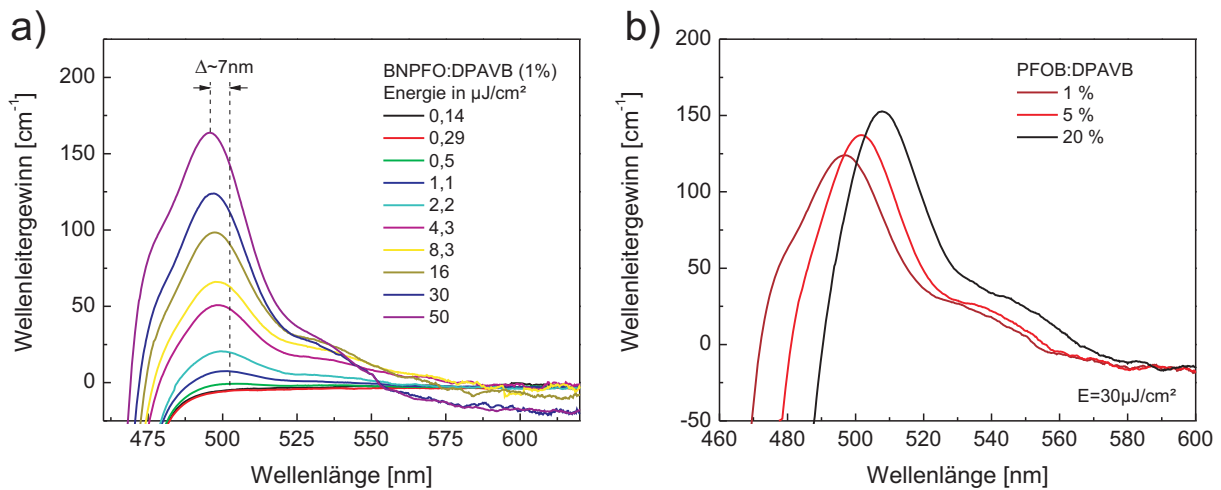 a)
Wellenleitergewinn [cm⁻¹]
200
150
100
50
0
Δ~7nm
BNPFO:DPAVB (1%)
Energie in µJ/cm²
0,14
0,29
0,5
1,1
2,2
4,3
8,3
16
30
50
475 500 525 550 575 600
Wellenlänge [nm]
b)
Wellenleitergewinn [cm⁻¹]
200
150
100
50
0
-50
PFOB:DPAVB
1 %
5 %
20 %
E=30µJ/cm²
460 480 500 520 540 560 580 600
Wellenlänge [nm]